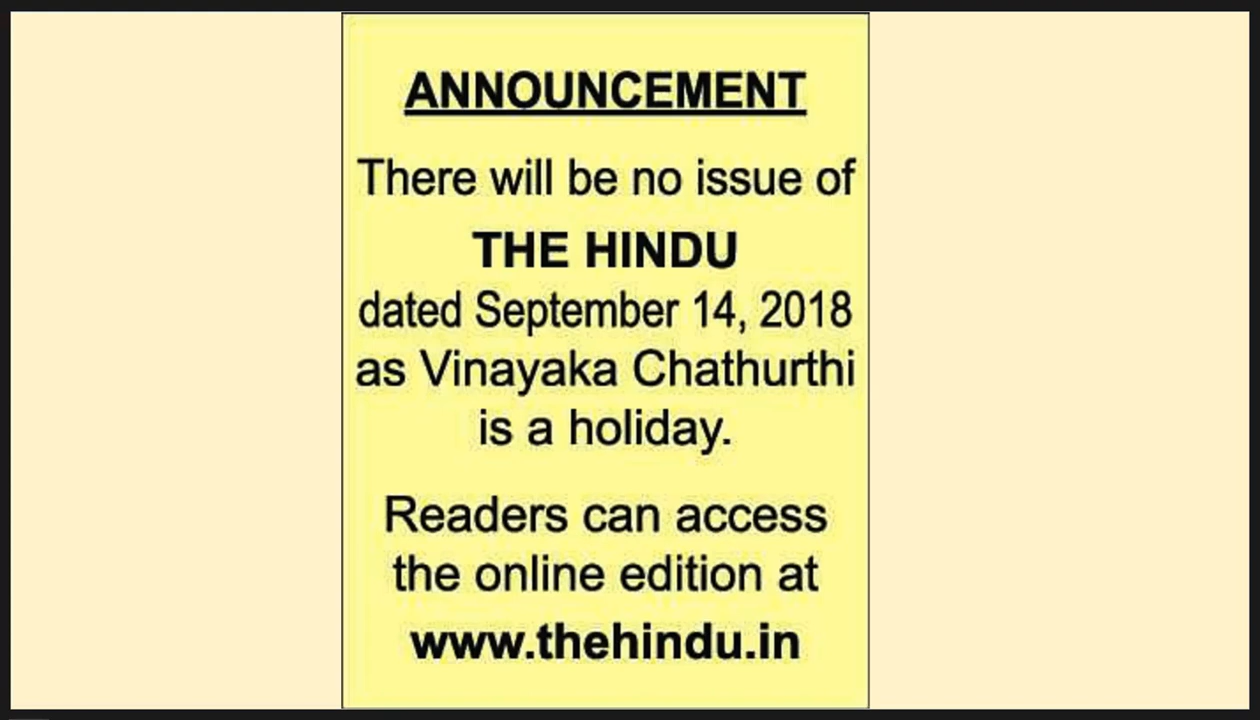 ANNOUNCEMENT
There will be no issue of
THE HINDU
dated September 14, 2018
as Vinayaka Chathurthi
is a holiday.
Readers can access
the online edition at
www.thehindu.in